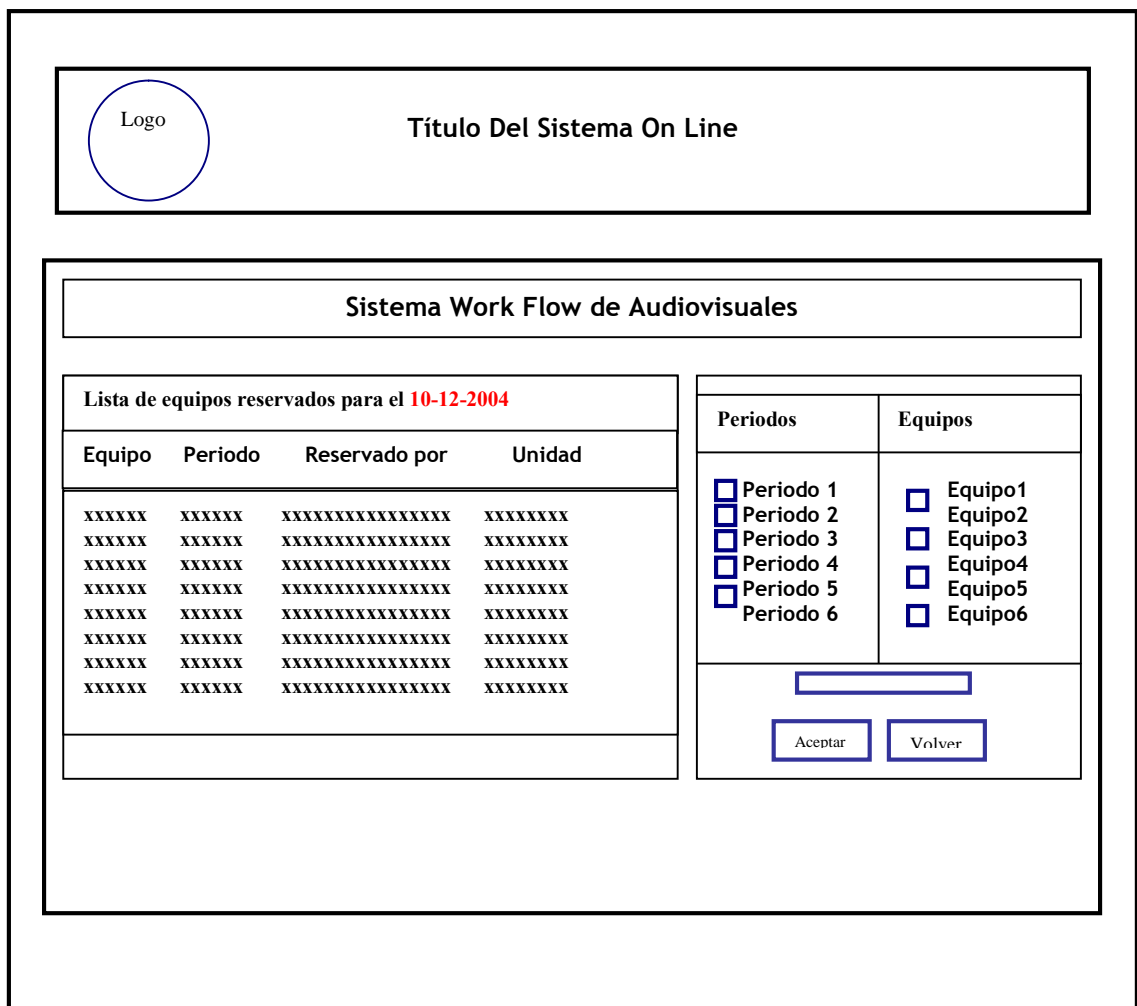 Logo
Título Del Sistema On Line
Sistema Work Flow de Audiovisuales
Lista de equipos reservados para el 10-12-2004
Equipo Periodo Reservado por Unidad
xxxxxx xxxxxx xxxxxxxxxxxxxxxx xxxxxxxx
xxxxxx xxxxxx xxxxxxxxxxxxxxxx xxxxxxxx
xxxxxx xxxxxx xxxxxxxxxxxxxxxx xxxxxxxx
xxxxxx xxxxxx xxxxxxxxxxxxxxxx xxxxxxxx
xxxxxx xxxxxx xxxxxxxxxxxxxxxx xxxxxxxx
xxxxxx xxxxxx xxxxxxxxxxxxxxxx xxxxxxxx
xxxxxx xxxxxx xxxxxxxxxxxxxxxx xxxxxxxx
xxxxxx xxxxxx xxxxxxxxxxxxxxxx xxxxxxxx
Periodos Equipos
Periodo 1 Equipo1
Periodo 2 Equipo2
Periodo 3 Equipo3
Periodo 4 Equipo4
Periodo 5 Equipo5
Periodo 6 Equipo6
Aceptar Volver